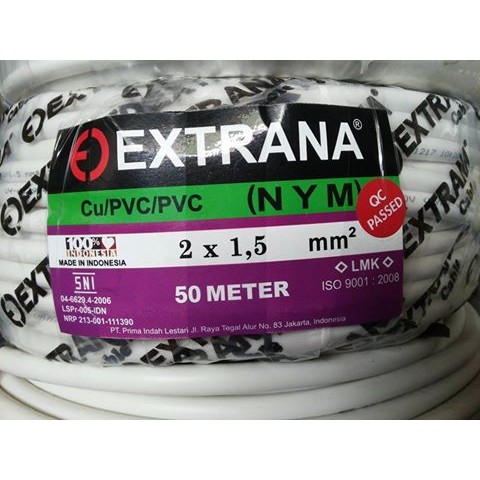 EXTRANA
EXTRANA®
Cu/PVC/PVC (NYM)
QC PASSED
100% INDONESIA
MADE IN INDONESIA
2 x 1,5 mm²
SNI
04-6629.4-2006
LSPr-005-IDN
NRP 213-001-111390
50 METER
LMK
ISO 9001 : 2008
PT. Prima Indah Lestari Jl. Raya Tegal Alur No. 83 Jakarta, Indonesia
EXTRANA
Cable